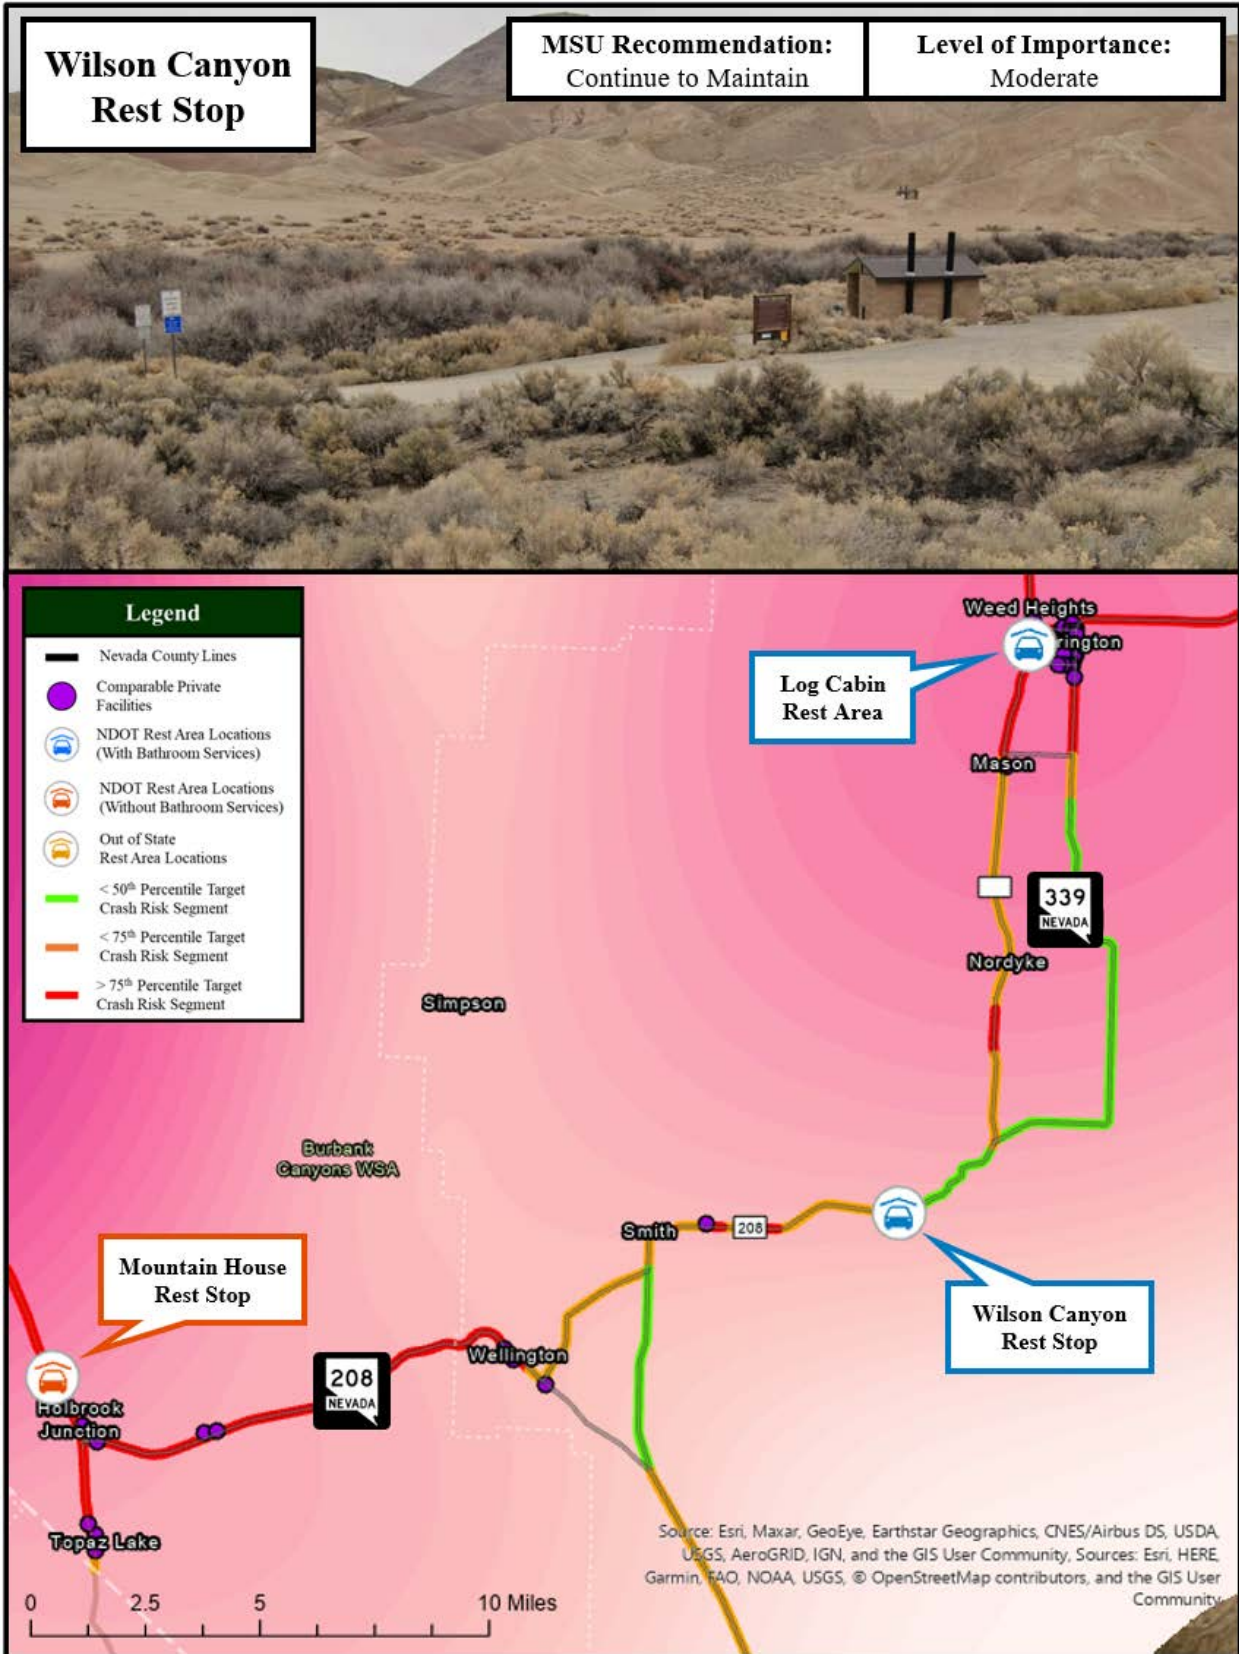 Wilson Canyon
Rest Stop
MSU Recommendation:
Continue to Maintain
Level of Importance:
Moderate
Legend
Nevada County Lines
Comparable Private
Facilities
NDOT Rest Area Locations
(With Bathroom Services)
NDOT Rest Area Locations
(Without Bathroom Services)
Out of State
Rest Area Locations
< 50th Percentile Target
Crash Risk Segment
< 75th Percentile Target
Crash Risk Segment
> 75th Percentile Target
Crash Risk Segment
Weed Heights
rington
Log Cabin
Rest Area
Mason
339
NEVADA
Nordyke
Simpson
Burbank
Canyons WSA
Smith
208
Mountain House
Rest Stop
Wilson Canyon
Rest Stop
Wellington
208
NEVADA
Holbrook
Junction
Topaz Lake
Source: Esri, Maxar, GeoEye, Earthstar Geographics, CNES/Airbus DS, USDA,
USGS, AeroGRID, IGN, and the GIS User Community, Sources: Esri, HERE,
Garmin, FAO, NOAA, USGS, © OpenStreetMap contributors, and the GIS User
Community
0 2.5 5 10 Miles